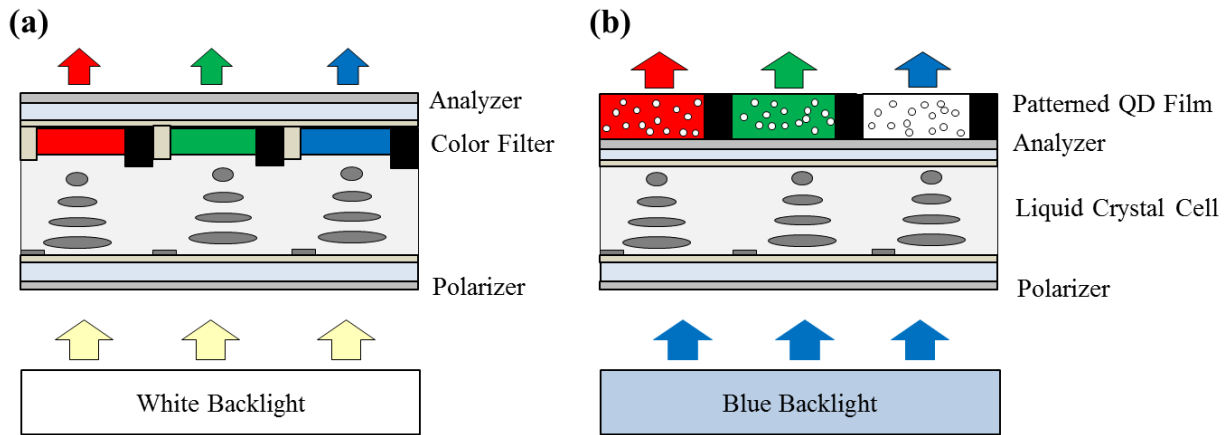 (a)
Analyzer
Color Filter
Polarizer
White Backlight
(b)
Patterned QD Film
Analyzer
Liquid Crystal Cell
Polarizer
Blue Backlight